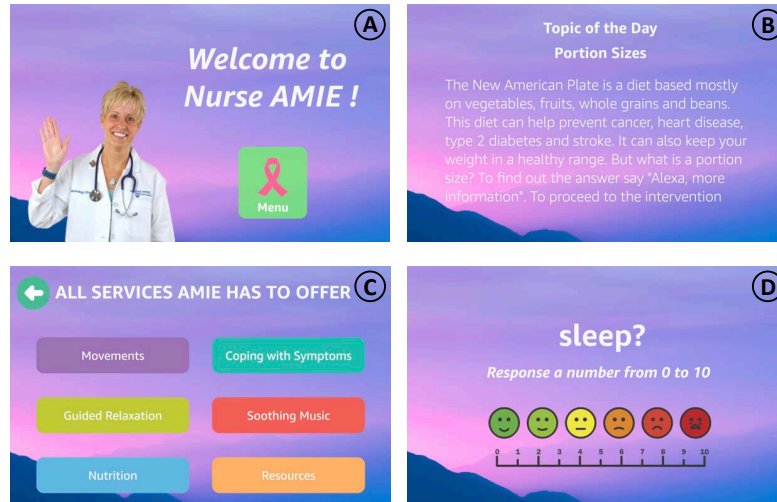 A
Welcome to
Nurse AMIE !
Menu
B
Topic of the Day
Portion Sizes
The New American Plate is a diet based mostly
on vegetables, fruits, whole grains and beans.
This diet can help prevent cancer, heart disease,
type 2 diabetes and stroke. It can also keep your
weight in a healthy range. But what is a portion
size? To find out the answer say "Alexa, more
information". To proceed to the intervention
C
ALL SERVICES AMIE HAS TO OFFER
Movements
Coping with Symptoms
Guided Relaxation
Soothing Music
Nutrition
Resources
D
sleep?
Response a number from 0 to 10
0 1 2 3 4 5 6 7 8 9 10